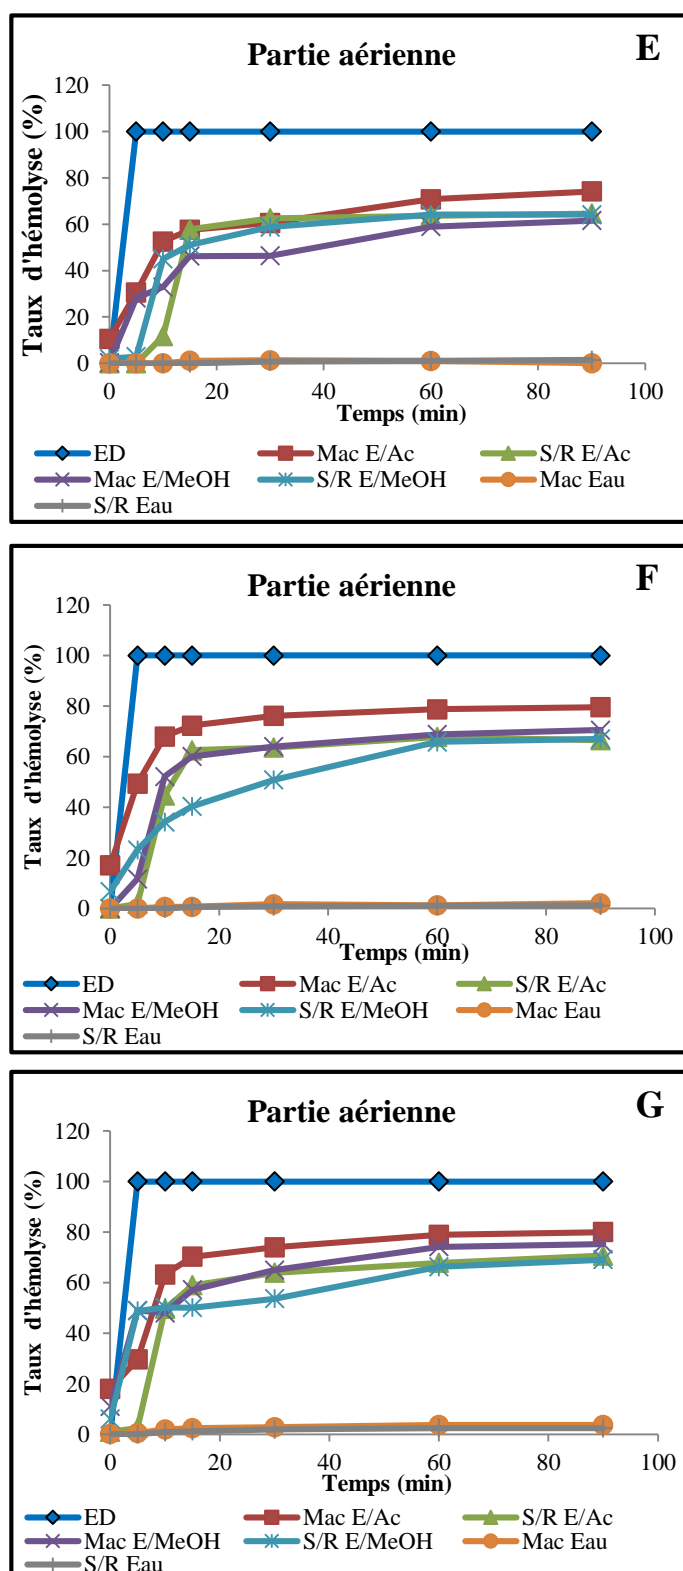 Partie aérienne
E
Taux d'hémolyse (%)
120
100
80
60
40
20
0
0 20 40 60 80 100
Temps (min)
ED Mac E/Ac S/R E/Ac
Mac E/MeOH S/R E/MeOH Mac Eau
S/R Eau
Partie aérienne
F
Taux d'hémolyse (%)
120
100
80
60
40
20
0
0 20 40 60 80 100
Temps (min)
ED Mac E/Ac S/R E/Ac
Mac E/MeOH S/R E/MeOH Mac Eau
S/R Eau
Partie aérienne
G
Taux d'hémolyse (%)
120
100
80
60
40
20
0
0 20 40 60 80 100
Temps (min)
ED Mac E/Ac S/R E/Ac
Mac E/MeOH S/R E/MeOH Mac Eau
S/R Eau